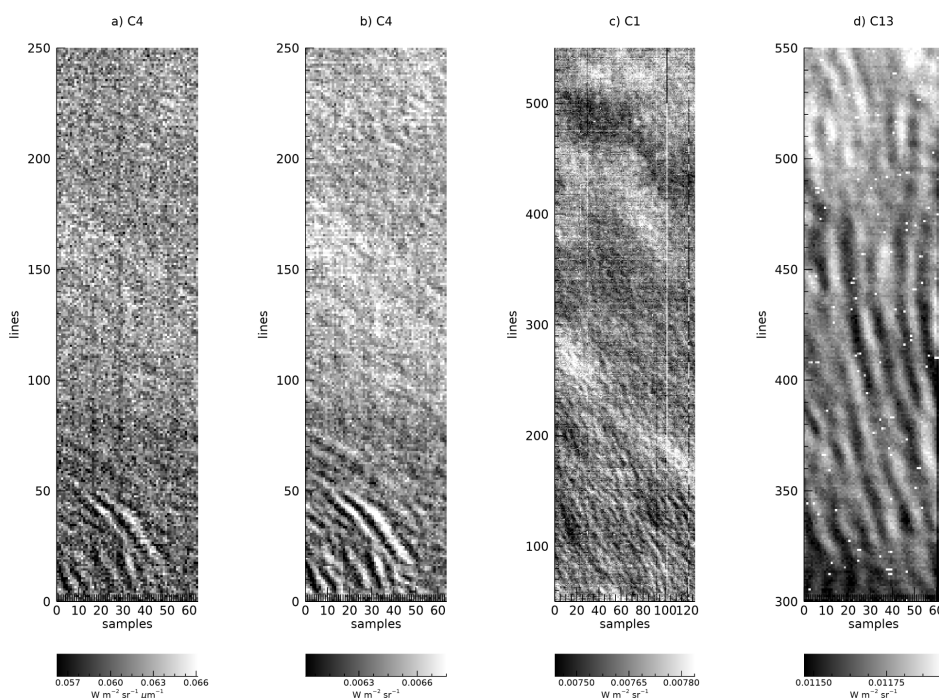 a) C4
b) C4
c) C1
d) C13
250
200
150
100
50
0
lines
0 10 20 30 40 50 60
samples
250
200
150
100
50
0
lines
0 10 20 30 40 50 60
samples
500
400
300
200
100
lines
0 20 40 60 80 100 120
samples
550
500
450
400
350
300
lines
0 10 20 30 40 50 60
samples
0.057 0.060 0.063 0.066
W m⁻² sr⁻¹ μm⁻¹
0.0063 0.0066
W m⁻² sr⁻¹
0.00750 0.00765 0.00780
W m⁻² sr⁻¹
0.01150 0.01175
W m⁻² sr⁻¹